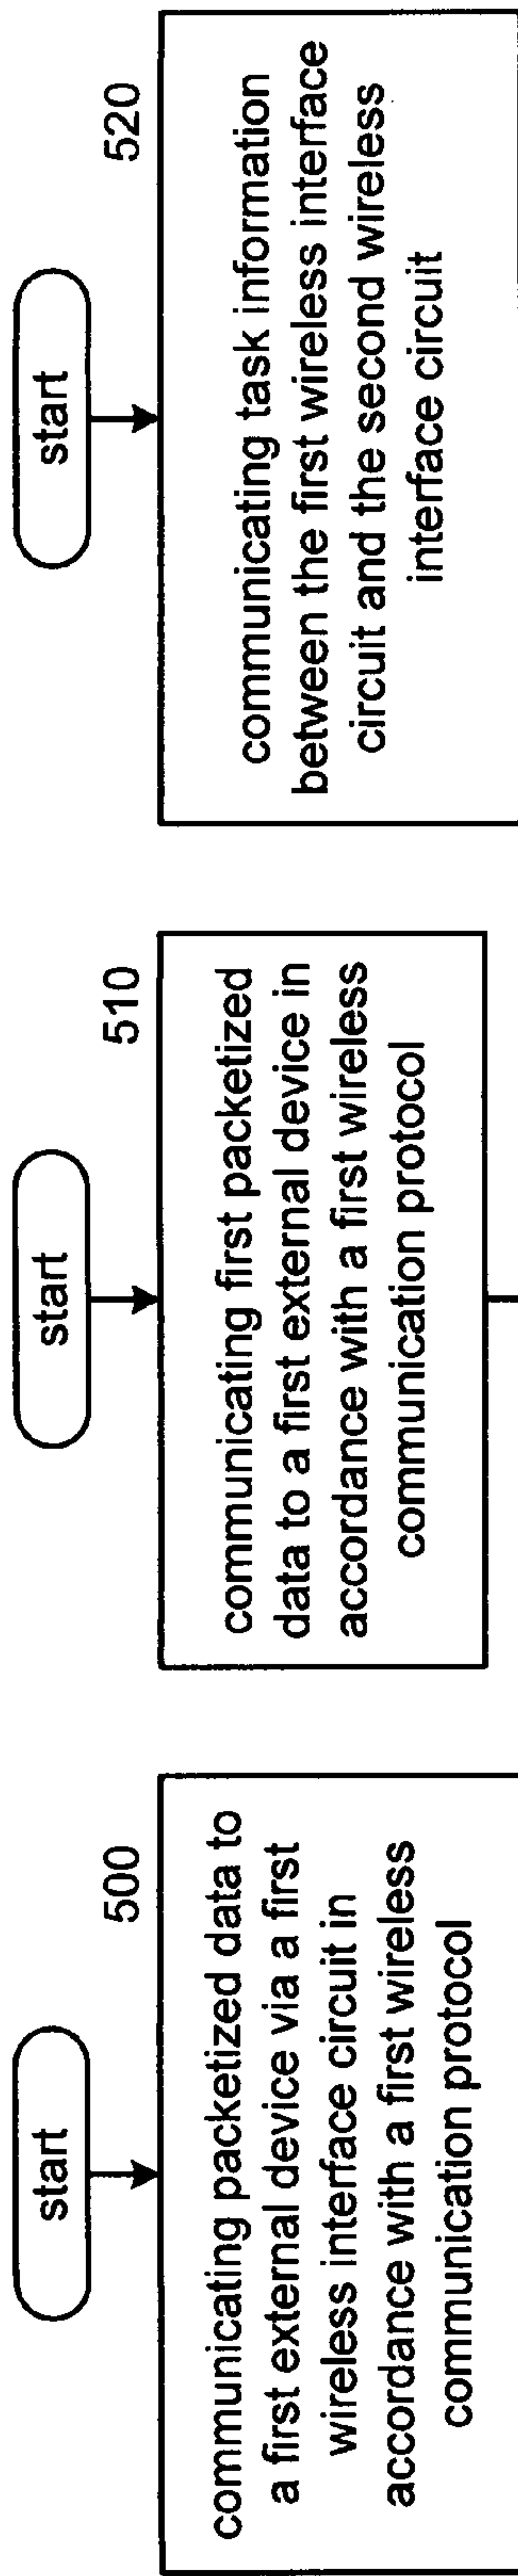 start
500
communicating packetized data to
a first external device via a first
wireless interface circuit in
accordance with a first wireless
communication protocol
start
510
communicating first packetized
data to a first external device in
accordance with a first wireless
communication protocol
start
520
communicating task information
between the first wireless interface
circuit and the second wireless
interface circuit